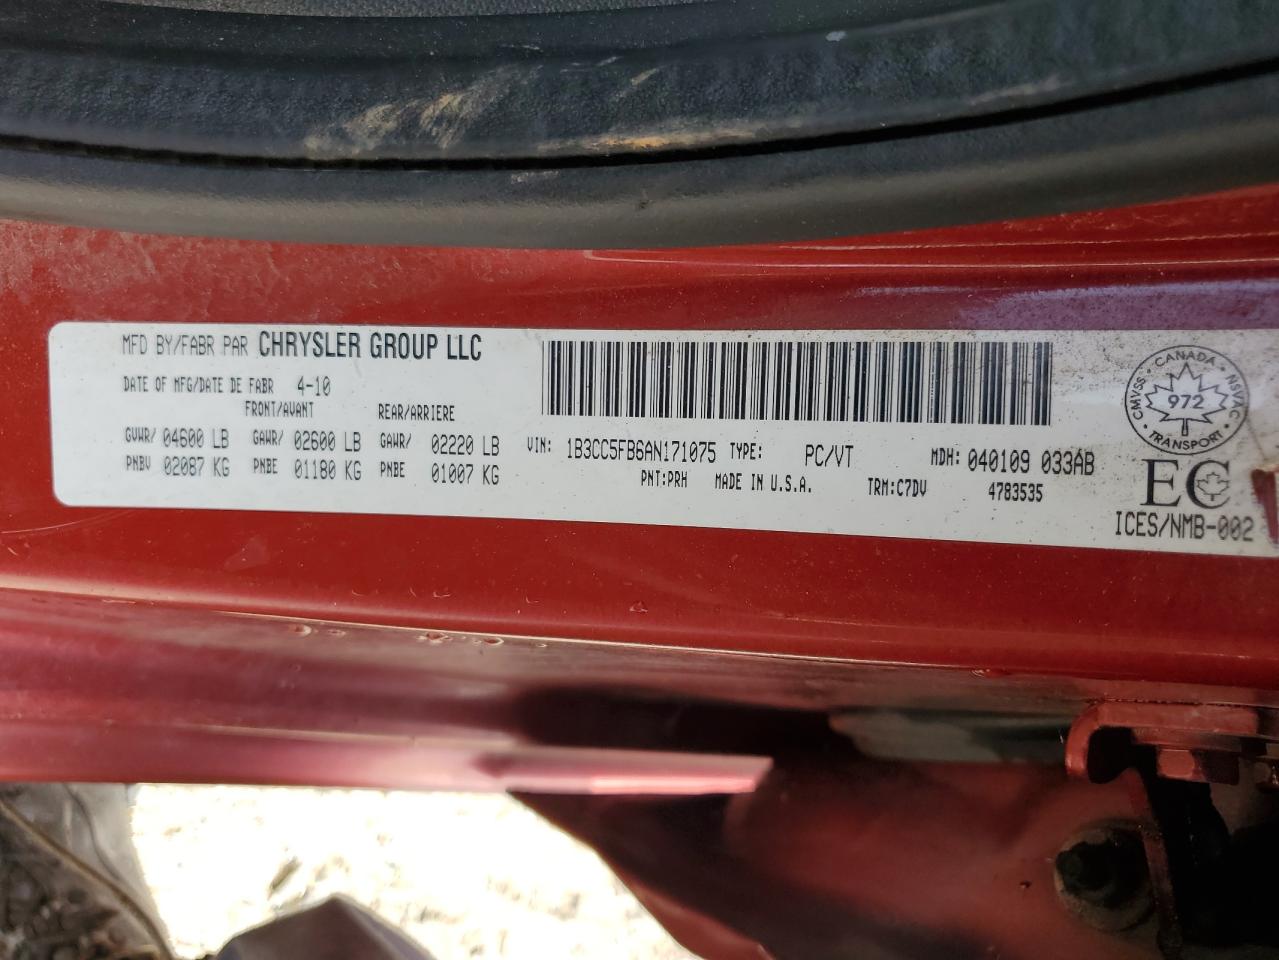 MFD BY/FABR PAR CHRYSLER GROUP LLC
DATE OF MFG/DATE DE FABR 4-10
FRONT/AVANT REAR/ARRIERE
GVWR/ 04600 LB GAWR/ 02600 LB GAWR/ 02220 LB
PNBV 02087 KG PNBE 01180 KG PNBE 01007 KG
VIN: 1B3CC5FB6AN171075 TYPE: PC/VT MDH: 040109 033AB
PNT:PRH MADE IN U.S.A. TRM:C7DV 4783535
CMVSS • CANADA • NSVAC
972
• TRANSPORT •
EC
ICES/NMB-002